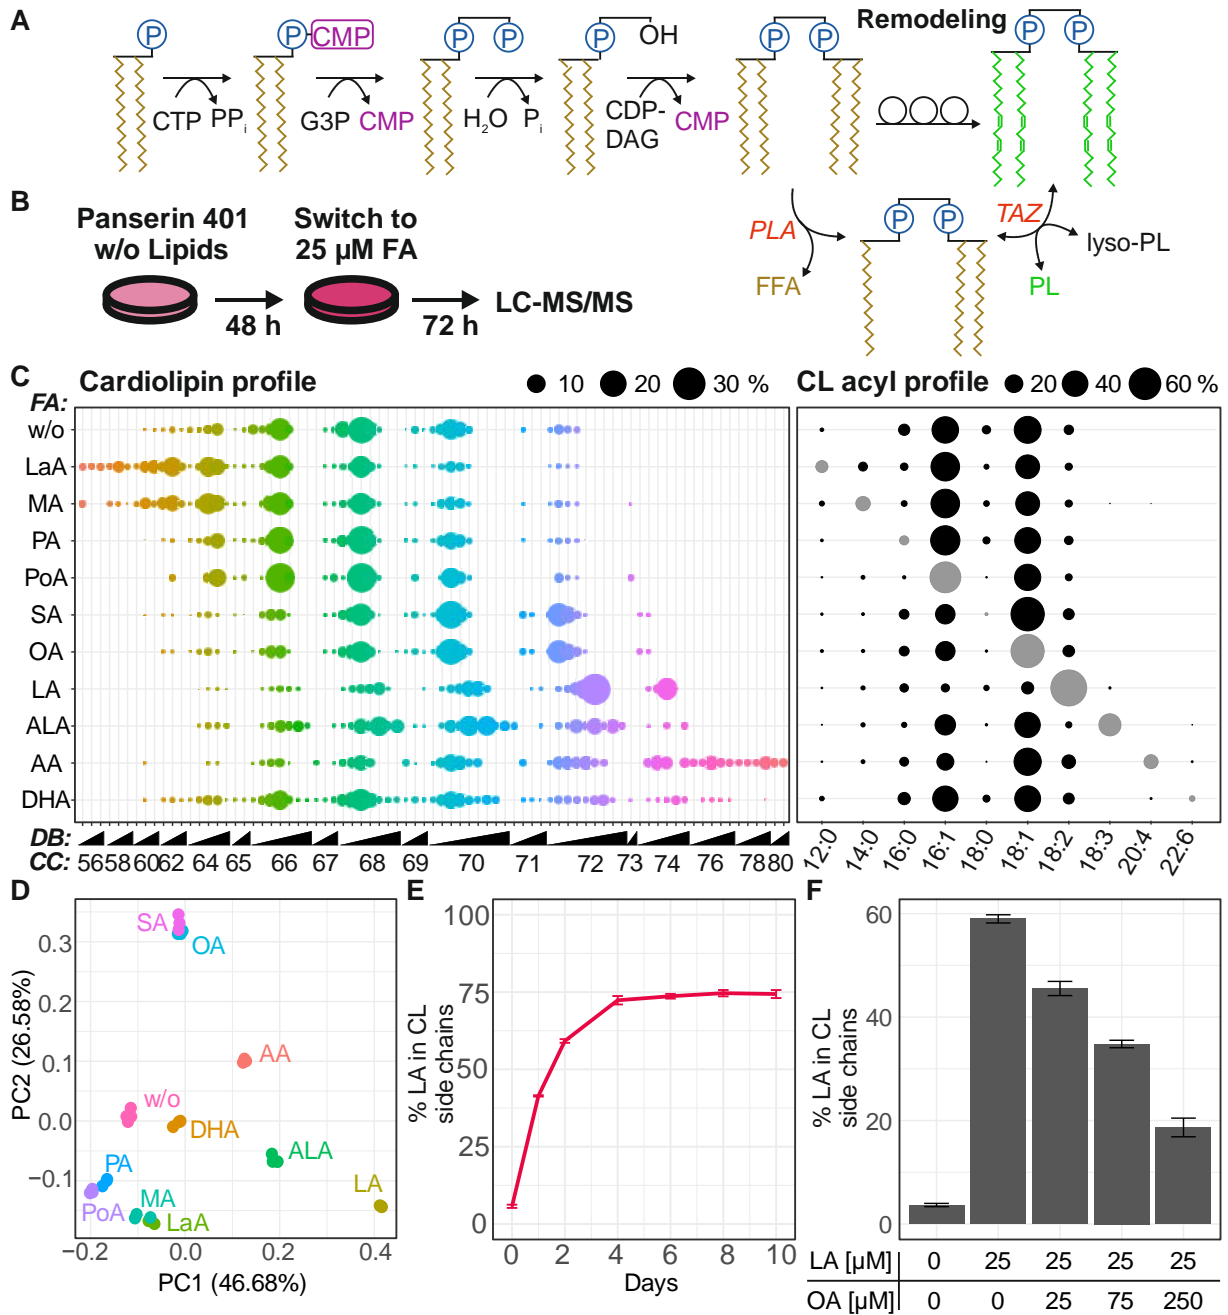 A
P
P
CMP
P
P
P
OH
P
P
Remodeling
P
P
CTP
PPi
G3P
CMP
H2O
Pi
CDP-
DAG
CMP
B
Panserin 401
w/o Lipids
Switch to
25 µM FA
48 h
72 h
LC-MS/MS
PLA
FFA
P
P
TAZ
lyso-PL
PL
C
Cardiolipin profile
10
20
30 %
CL acyl profile
20
40
60 %
FA:
w/o
LaA
MA
PA
PoA
SA
OA
LA
ALA
AA
DHA
DB:
CC:
56 58 60 62 64 65 66 67 68 69 70 71 72 73 74 76 78 80
12:0 14:0 16:0 16:1 18:0 18:1 18:2 18:3 20:4 22:6
D
PC2 (26.58%)
0.3
0.2
0.1
0.0
−0.1
SA
OA
AA
w/o
DHA
ALA
PA
PoA
MA
LaA
LA
−0.2 0.0 0.2 0.4
PC1 (46.68%)
E
% LA in CL
side chains
100
75
50
25
0
0 2 4 6 8 10
Days
F
% LA in CL
side chains
60
40
20
0
LA [µM] 0 25 25 25 25
OA [µM] 0 0 25 75 250